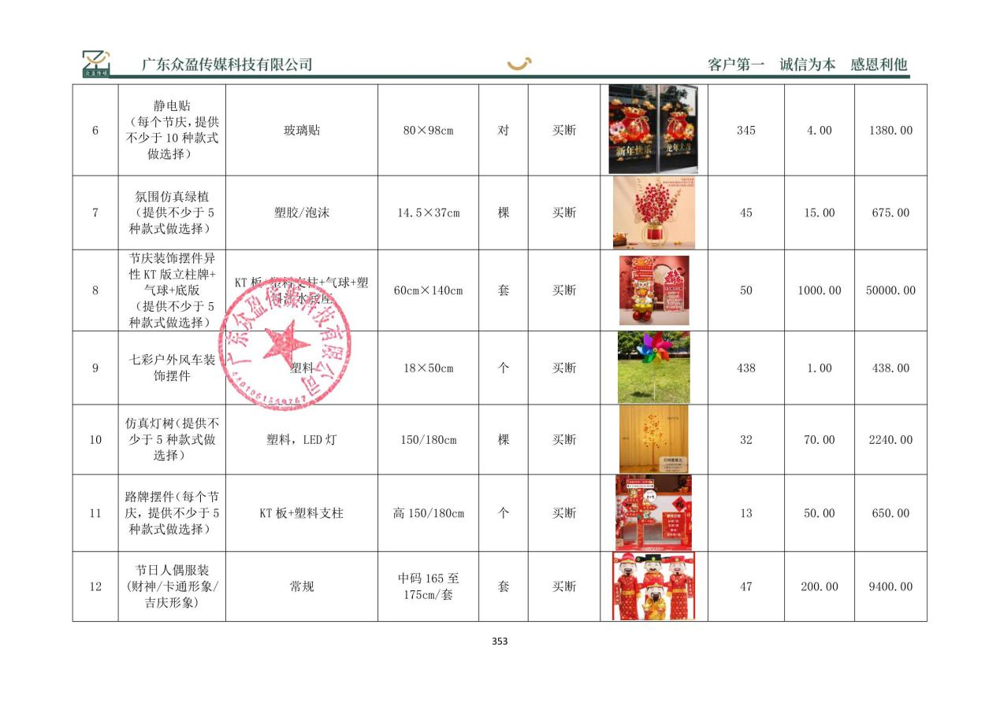 众盈传媒
广东众盈传媒科技有限公司
客户第一 诚信为本 感恩利他
6
静电贴
（每个节庆，提供
不少于 10 种款式
做选择）
玻璃贴
80×98cm
对
买断
新年快乐
龙年大吉
345
4.00
1380.00
7
氛围仿真绿植
（提供不少于 5
种款式做选择）
塑胶/泡沫
14.5×37cm
棵
买断
45
15.00
675.00
8
节庆装饰摆件异
性 KT 版立柱牌+
气球+底版
（提供不少于 5
种款式做选择）
KT 板+塑料支柱+气球+塑
料注水底座
60cm×140cm
套
买断
50
1000.00
50000.00
9
七彩户外风车装
饰摆件
塑料
18×50cm
个
买断
438
1.00
438.00
广东众盈传媒科技有限公司
10
仿真灯树（提供不
少于 5 种款式做
选择）
塑料，LED 灯
150/180cm
棵
买断
32
70.00
2240.00
11
路牌摆件（每个节
庆，提供不少于 5
种款式做选择）
KT 板+塑料支柱
高 150/180cm
个
买断
13
50.00
650.00
12
节日人偶服装
(财神/卡通形象/
吉庆形象)
常规
中码 165 至
175cm/套
套
买断
47
200.00
9400.00
353